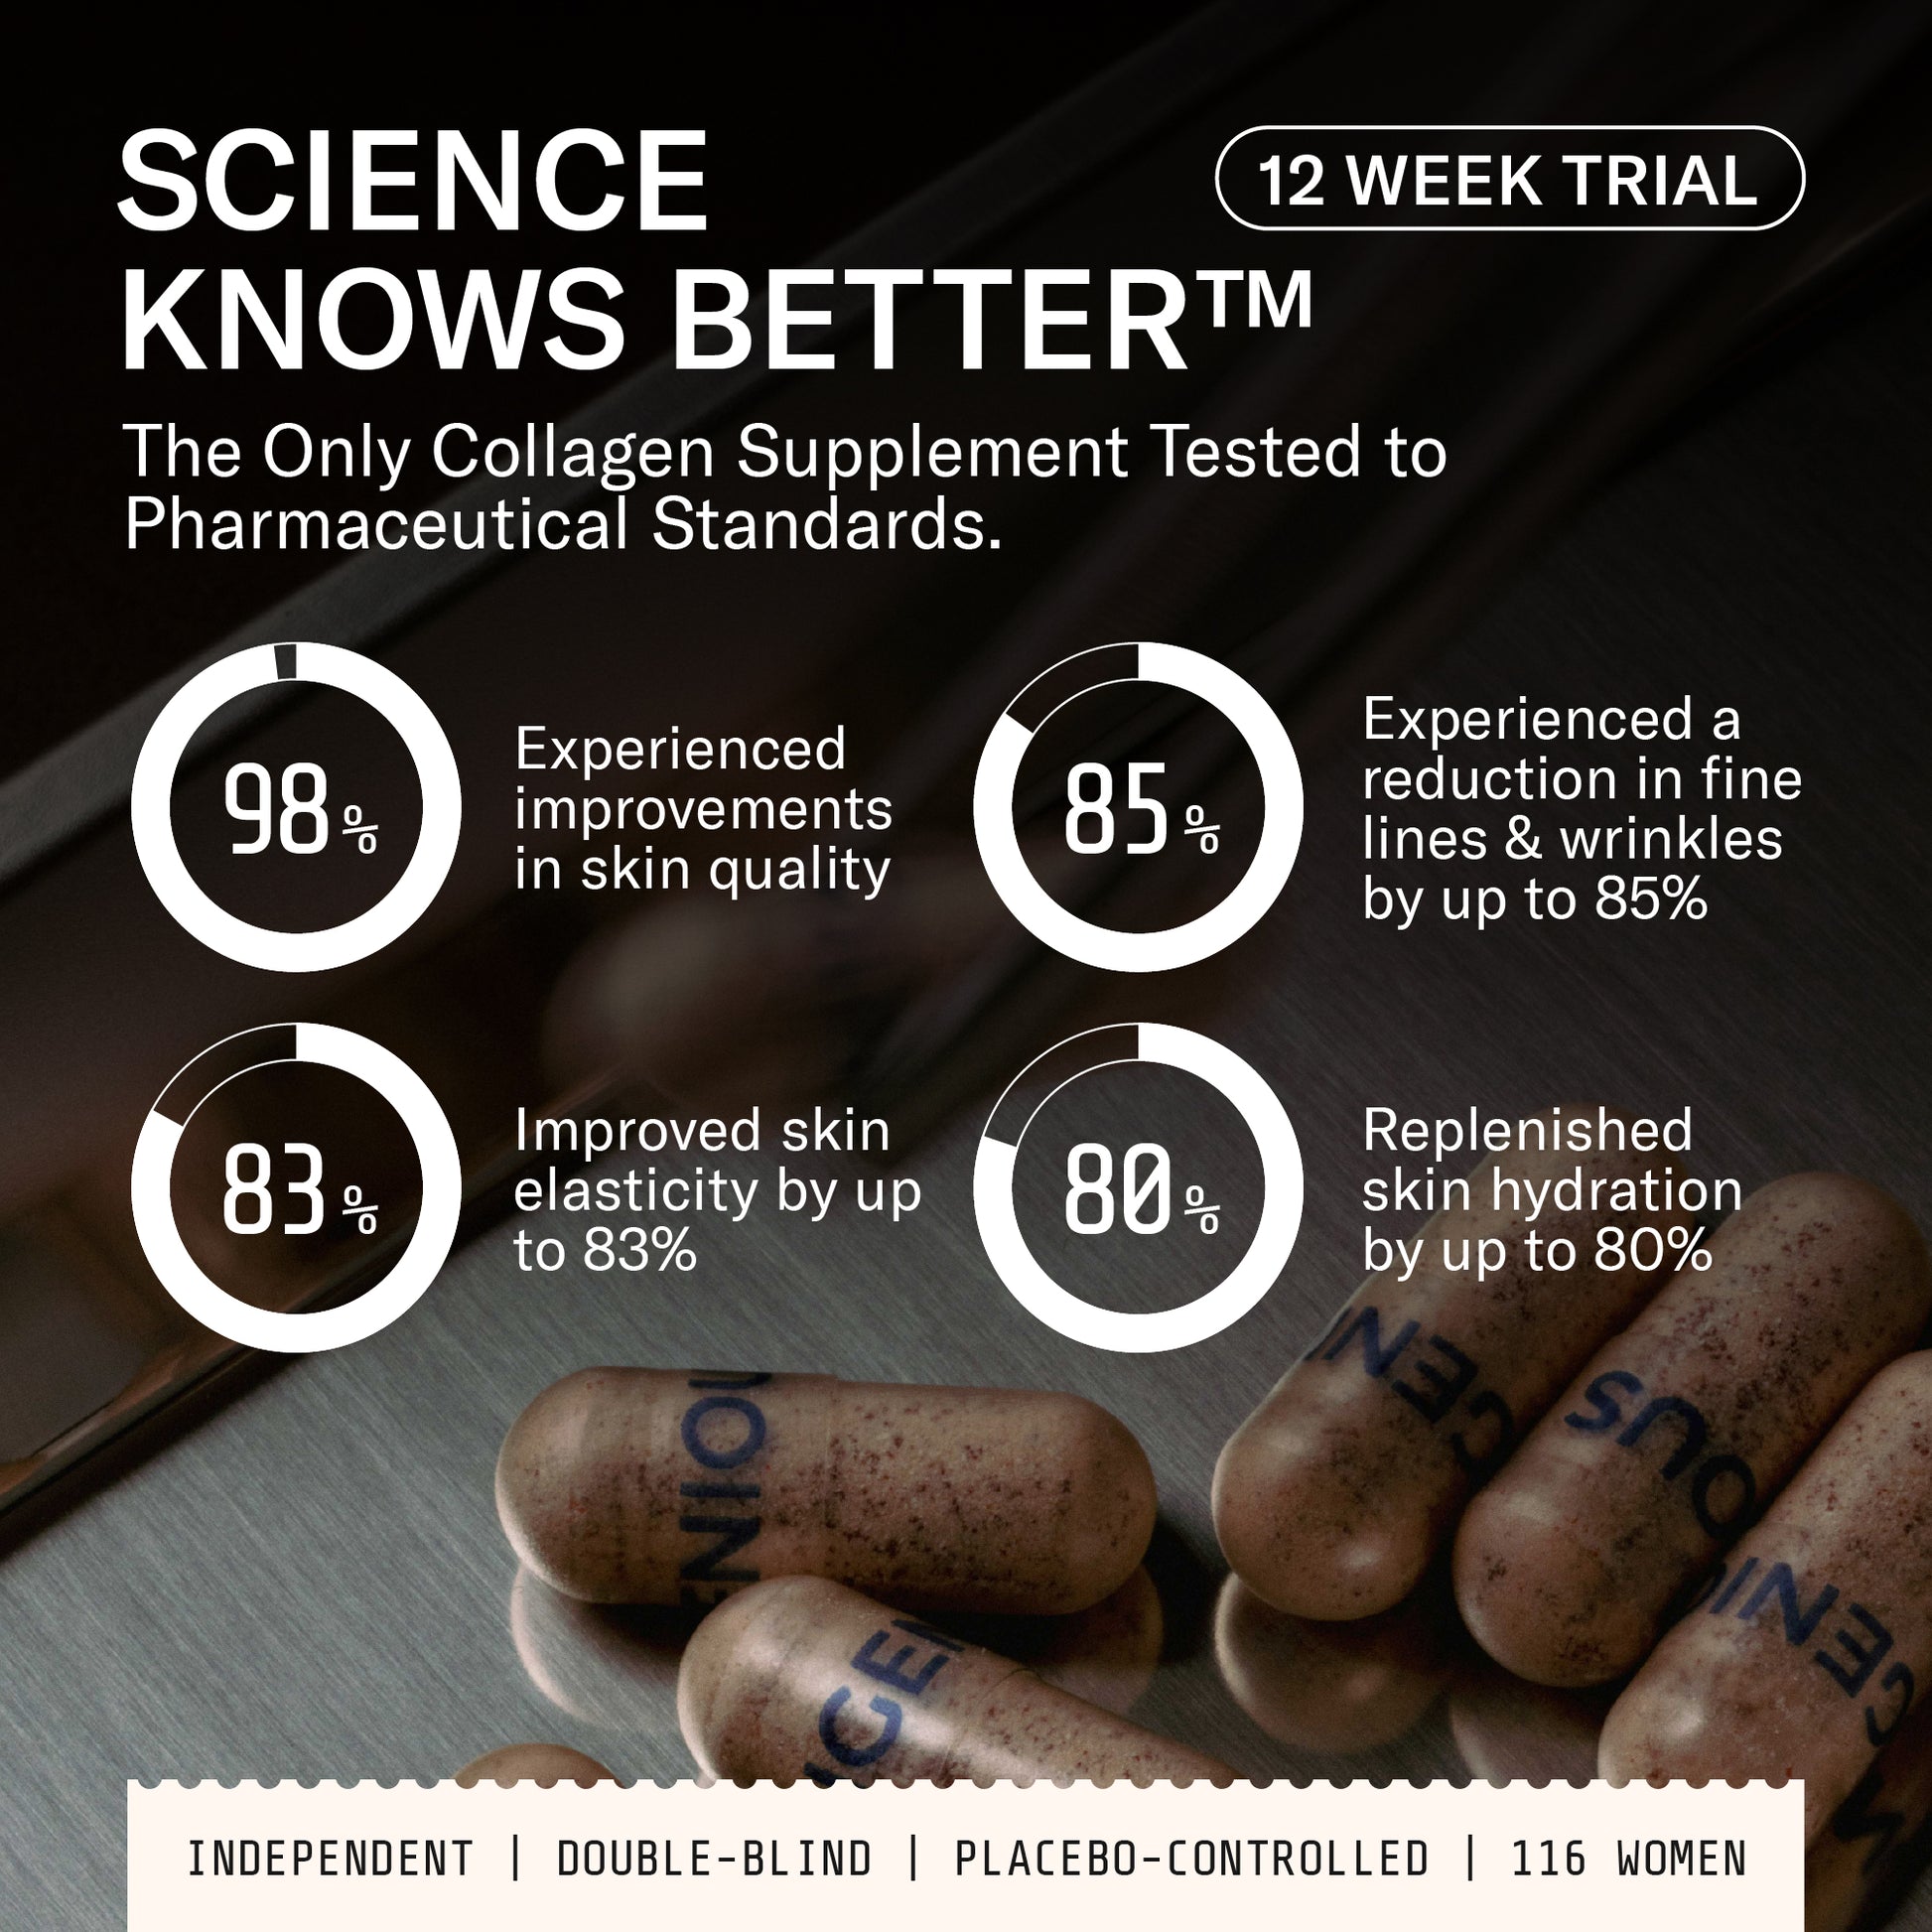 SCIENCE
KNOWS BETTER™
12 WEEK TRIAL
The Only Collagen Supplement Tested to
Pharmaceutical Standards.
98%
Experienced
improvements
in skin quality
85%
Experienced a
reduction in fine
lines & wrinkles
by up to 85%
83%
Improved skin
elasticity by up
to 83%
80%
Replenished
skin hydration
by up to 80%
INDEPENDENT | DOUBLE-BLIND | PLACEBO-CONTROLLED | 116 WOMEN